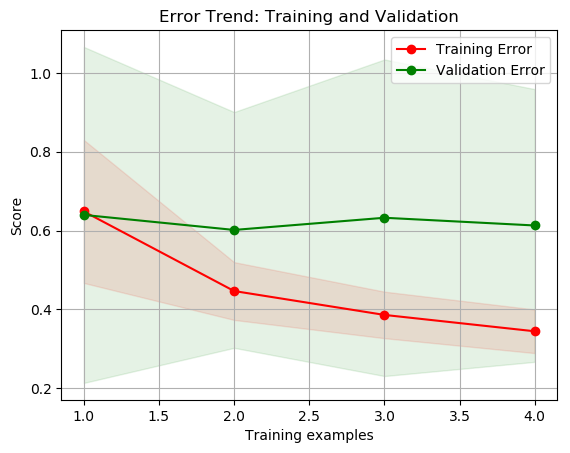 Error Trend: Training and Validation
Training Error
Validation Error
Score
1.0
0.8
0.6
0.4
0.2
1.0 1.5 2.0 2.5 3.0 3.5 4.0
Training examples